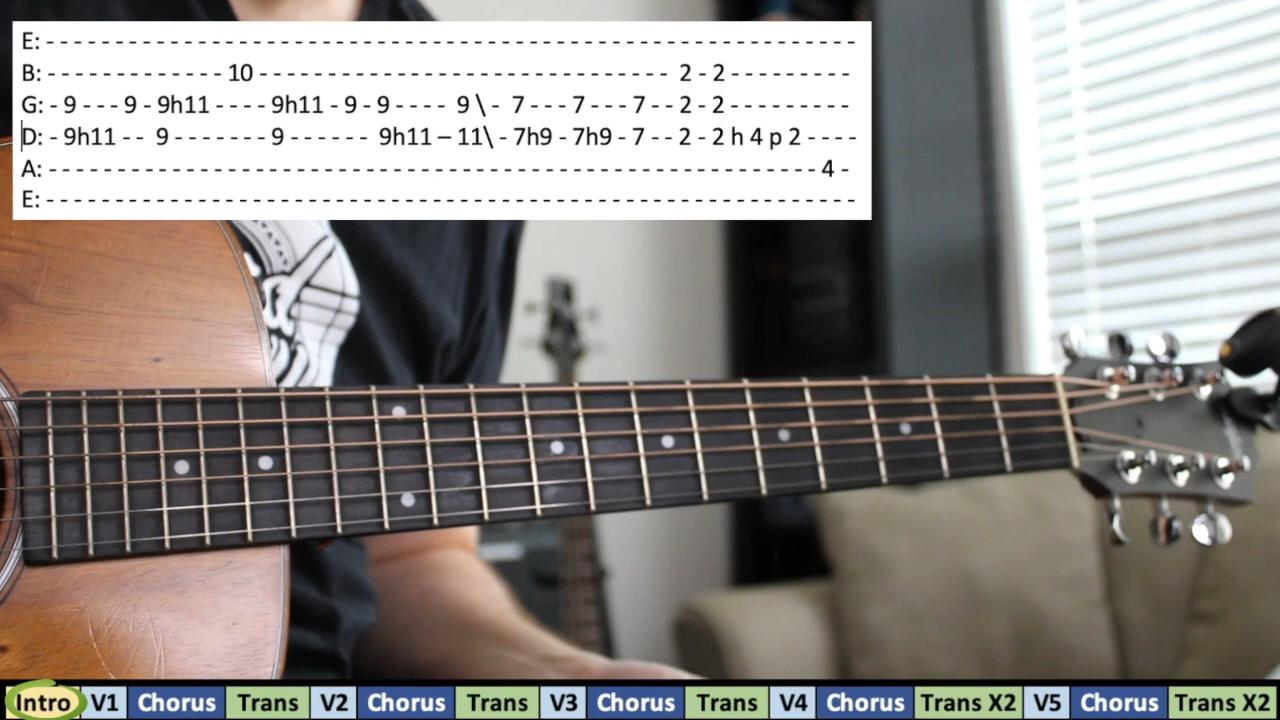 E: - - - - - - - - - - - - - - - - - - - - - - - - - - - - - - - - - - - - - - - - - - - - - - - - - - - - - - - - - - -
B: - - - - - - - - - - - - - 10 - - - - - - - - - - - - - - - - - - - - - - - - - - - - - - 2 - 2 - - - - - - - - -
G: - 9 - - - 9 - 9h11 - - - - 9h11 - 9 - 9 - - - - 9 \ - 7 - - - 7 - - - 7 - - 2 - 2 - - - - - - - - -
D: - 9h11 - - 9 - - - - - - - 9 - - - - - - 9h11 – 11\ - 7h9 - 7h9 - 7 - - 2 - 2 h 4 p 2 - - - -
A: - - - - - - - - - - - - - - - - - - - - - - - - - - - - - - - - - - - - - - - - - - - - - - - - - - - - - - - - 4 -
E: - - - - - - - - - - - - - - - - - - - - - - - - - - - - - - - - - - - - - - - - - - - - - - - - - - - - - - - - - - -
Intro V1 Chorus Trans V2 Chorus Trans V3 Chorus Trans V4 Chorus Trans X2 V5 Chorus Trans X2